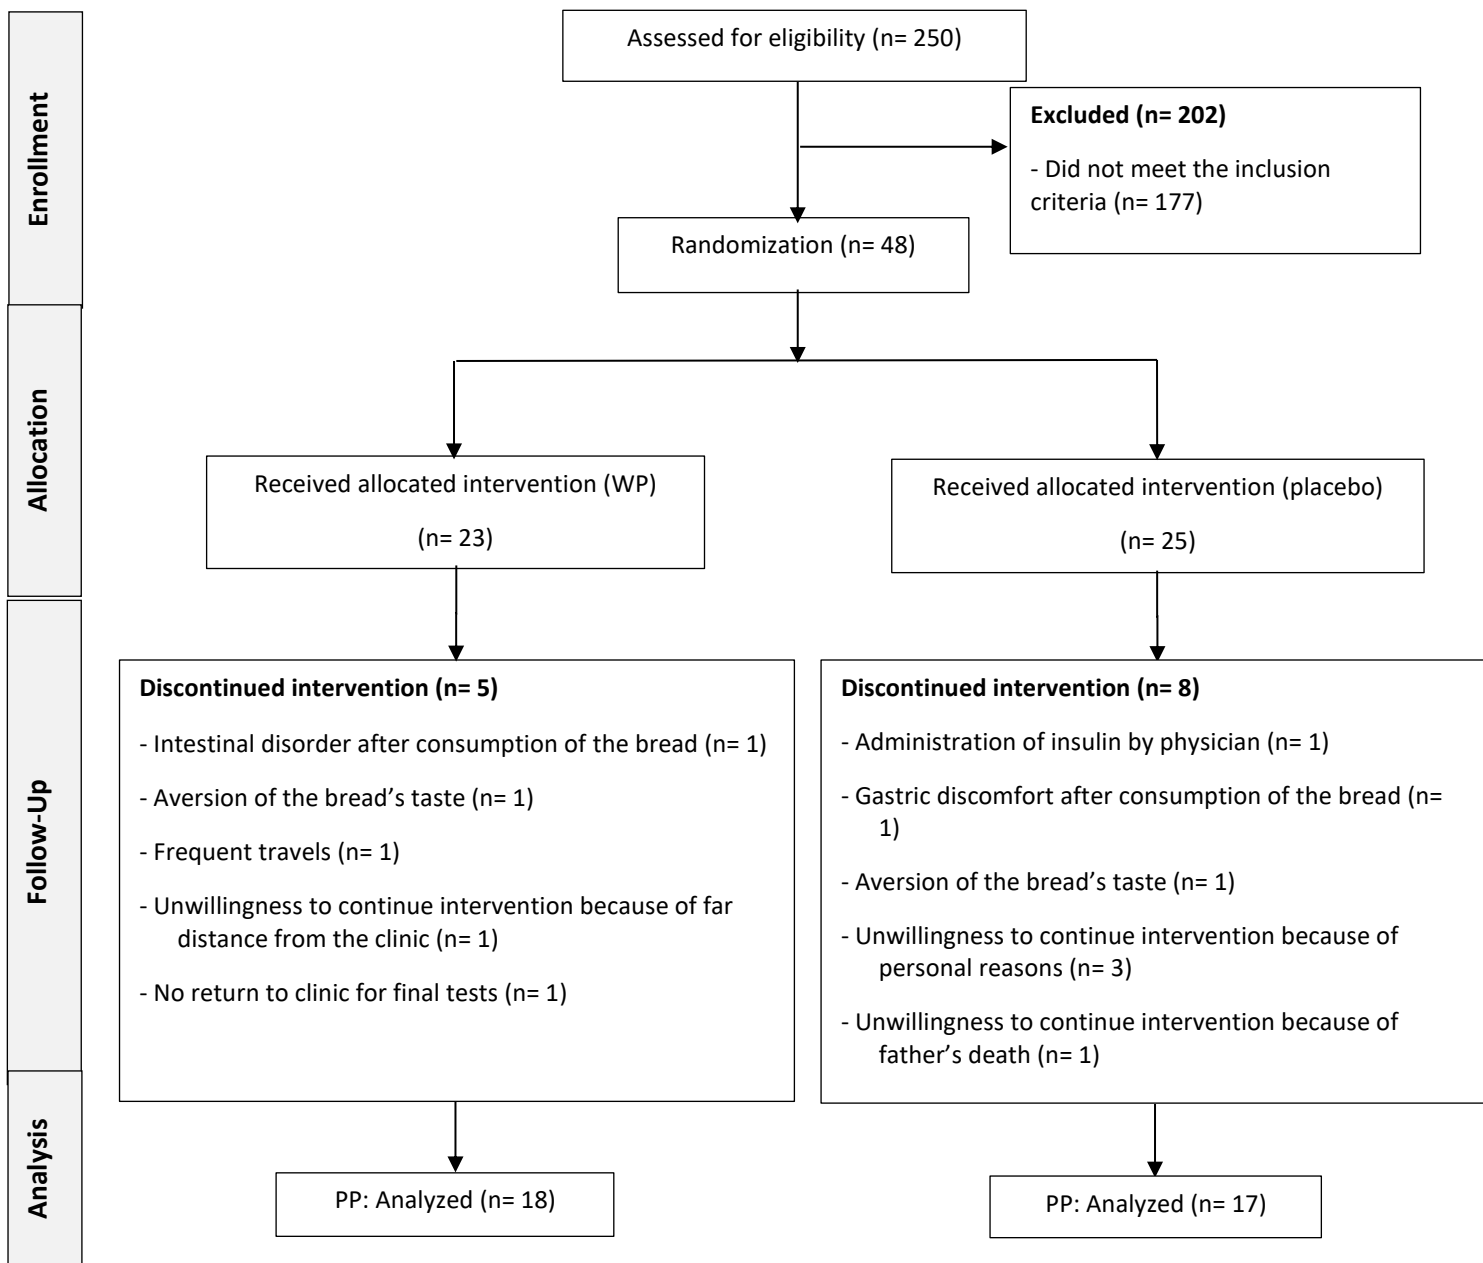 Enrollment
Assessed for eligibility (n= 250)
Excluded (n= 202)
- Did not meet the inclusion
criteria (n= 177)
Randomization (n= 48)
Allocation
Received allocated intervention (WP)
(n= 23)
Received allocated intervention (placebo)
(n= 25)
Follow-Up
Discontinued intervention (n= 5)
- Intestinal disorder after consumption of the bread (n= 1)
- Aversion of the bread’s taste (n= 1)
- Frequent travels (n= 1)
- Unwillingness to continue intervention because of far
distance from the clinic (n= 1)
- No return to clinic for final tests (n= 1)
Discontinued intervention (n= 8)
- Administration of insulin by physician (n= 1)
- Gastric discomfort after consumption of the bread (n=
1)
- Aversion of the bread’s taste (n= 1)
- Unwillingness to continue intervention because of
personal reasons (n= 3)
- Unwillingness to continue intervention because of
father’s death (n= 1)
Analysis
PP: Analyzed (n= 18)
PP: Analyzed (n= 17)